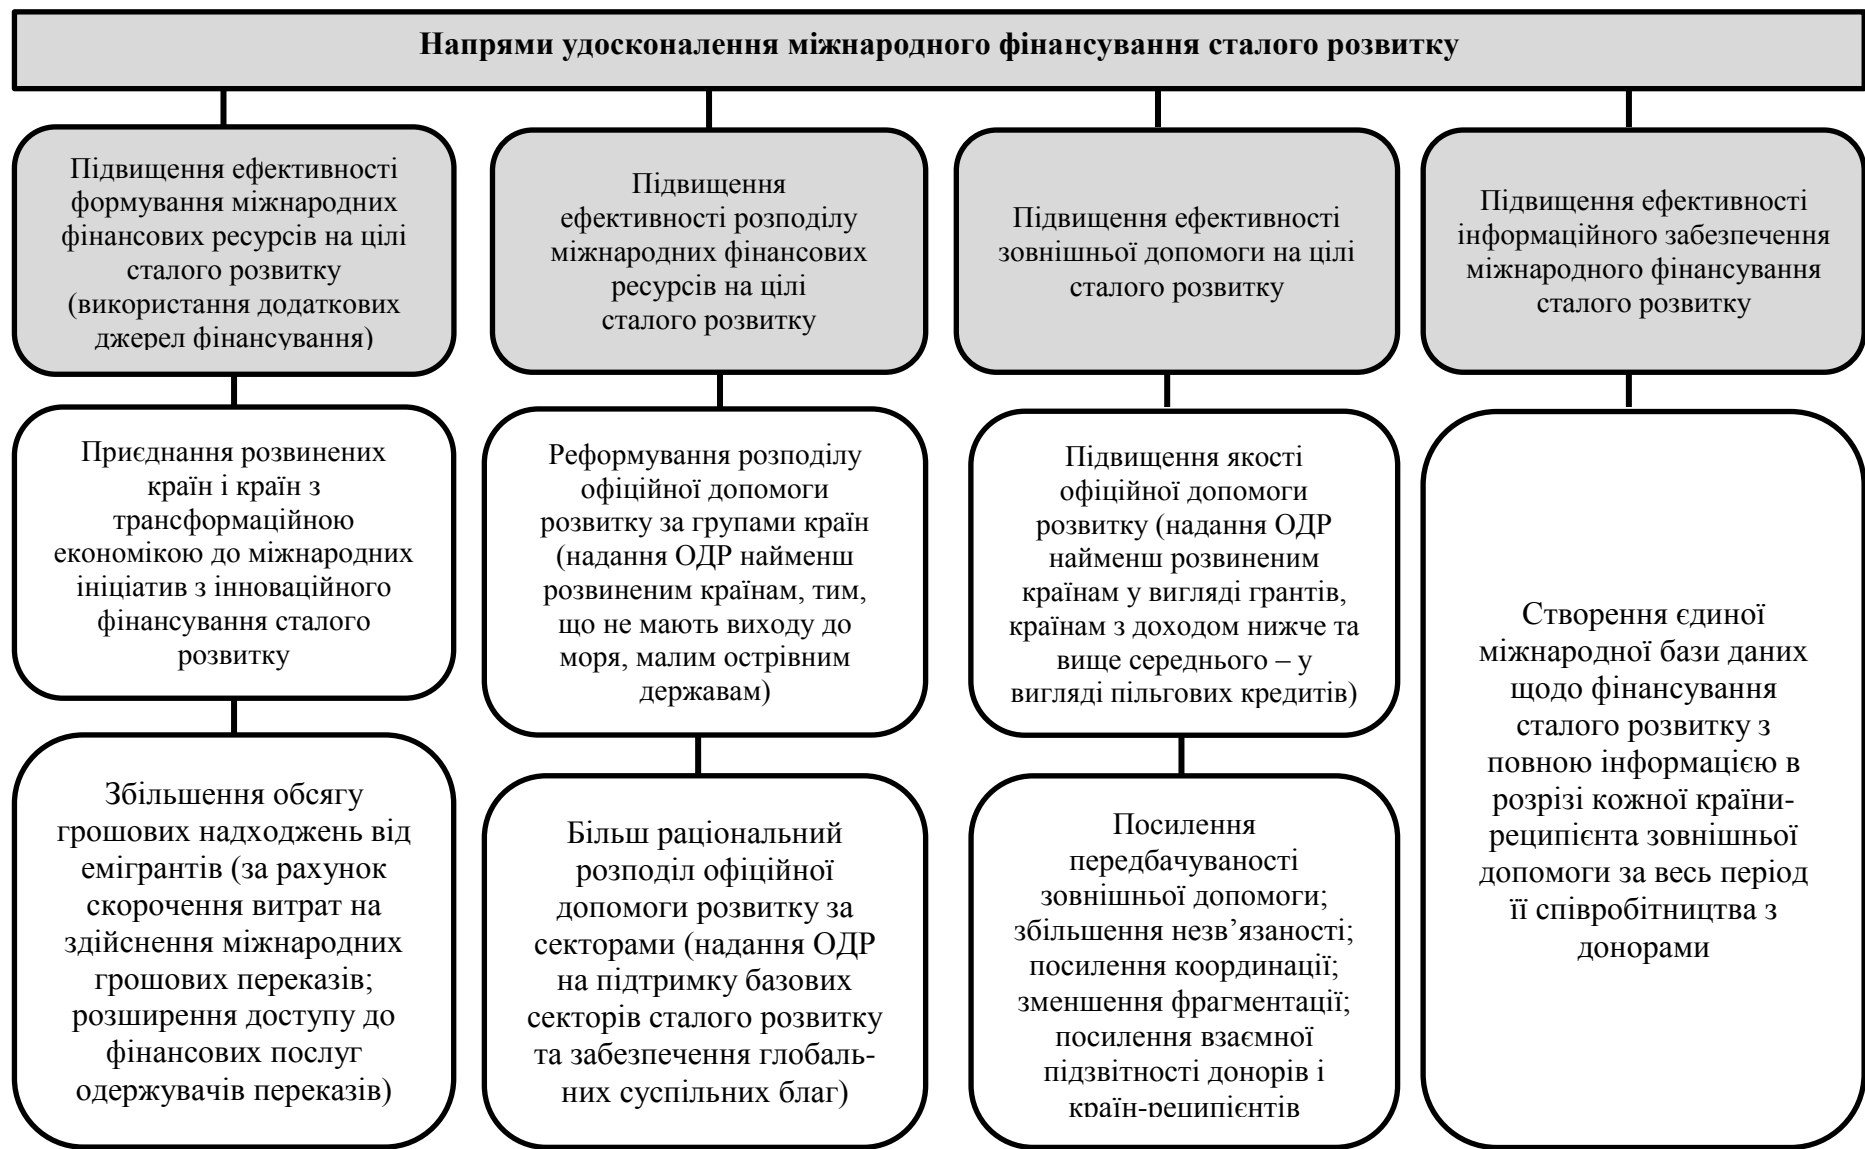 Напрями удосконалення міжнародного фінансування сталого розвитку
Підвищення ефективності
формування міжнародних
фінансових ресурсів на цілі
сталого розвитку
(використання додаткових
джерел фінансування)
Підвищення
ефективності розподілу
міжнародних фінансових
ресурсів на цілі
сталого розвитку
Підвищення ефективності
зовнішньої допомоги на цілі
сталого розвитку
Підвищення ефективності
інформаційного забезпечення
міжнародного фінансування
сталого розвитку
Приєднання розвинених
країн і країн з
трансформаційною
економікою до міжнародних
ініціатив з інноваційного
фінансування сталого
розвитку
Реформування розподілу
офіційної допомоги
розвитку за групами країн
(надання ОДР найменш
розвиненим країнам, тим,
що не мають виходу до
моря, малим острівним
державам)
Підвищення якості
офіційної допомоги
розвитку (надання ОДР
найменш розвиненим
країнам у вигляді грантів,
країнам з доходом нижче та
вище середнього – у
вигляді пільгових кредитів)
Створення єдиної
міжнародної бази даних
щодо фінансування
сталого розвитку з
повною інформацією в
розрізі кожної країни-
реципієнта зовнішньої
допомоги за весь період
її співробітництва з
донорами
Збільшення обсягу
грошових надходжень від
емігрантів (за рахунок
скорочення витрат на
здійснення міжнародних
грошових переказів;
розширення доступу до
фінансових послуг
одержувачів переказів)
Більш раціональний
розподіл офіційної
допомоги розвитку за
секторами (надання ОДР
на підтримку базових
секторів сталого розвитку
та забезпечення глобаль-
них суспільних благ)
Посилення
передбачуваності
зовнішньої допомоги;
збільшення незв’язаності;
посилення координації;
зменшення фрагментації;
посилення взаємної
підзвітності донорів і
країн-реципієнтів